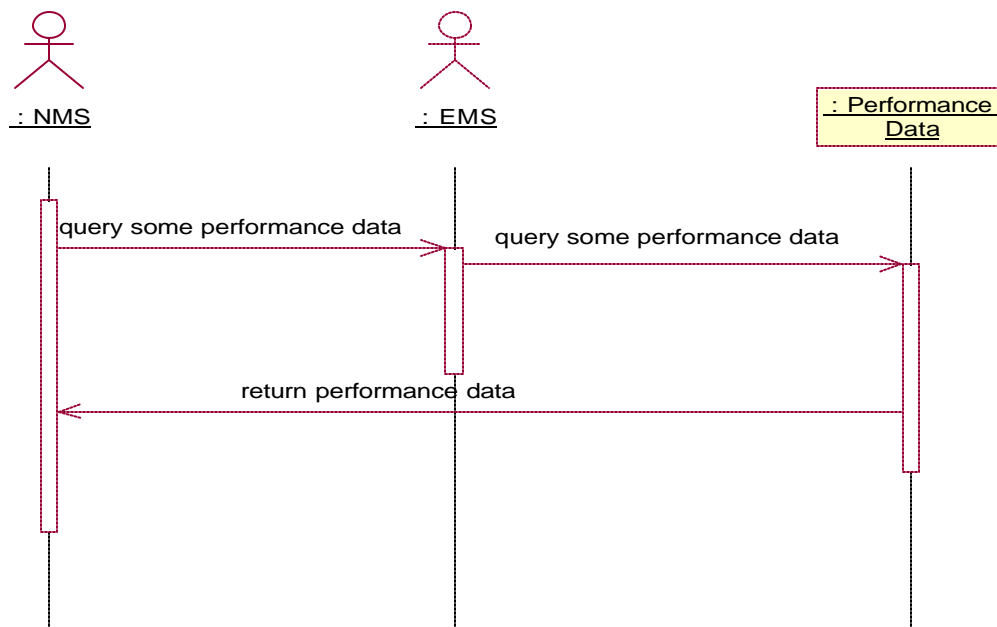 : NMS
: EMS
: Performance
Data
query some performance data
query some performance data
return performance data